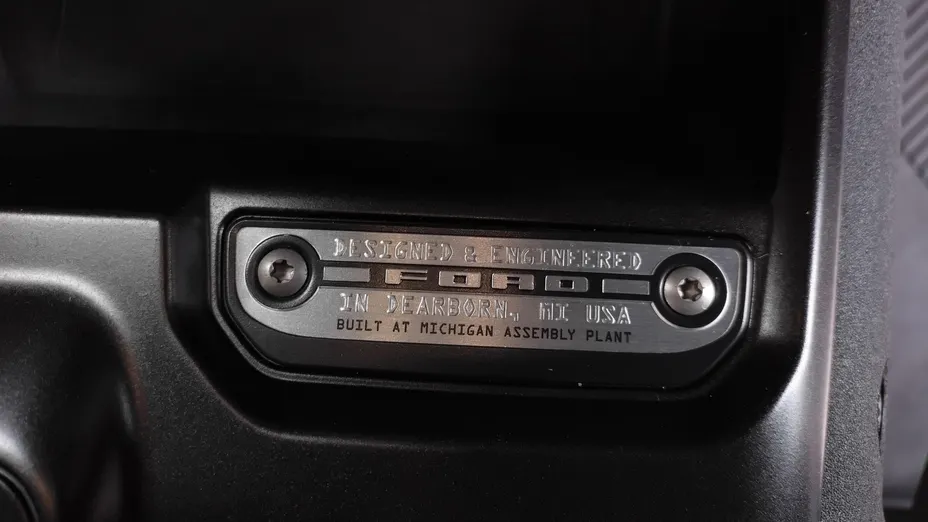 DESIGNED & ENGINEERED
FORD
IN DEARBORN, MI USA
BUILT AT MICHIGAN ASSEMBLY PLANT